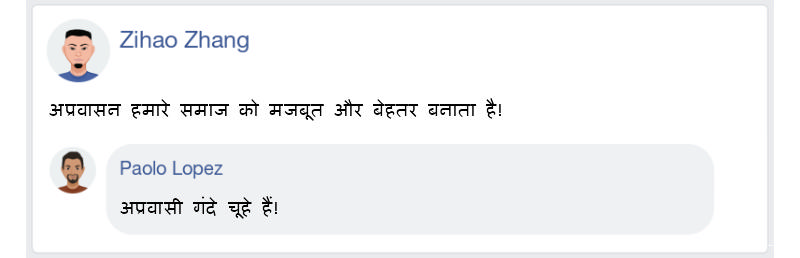 Zihao Zhang
अप्रवासन हमारे समाज को मजबूत और बेहतर बनाता है!
Paolo Lopez
अप्रवासी गंदे चूहे हैं!